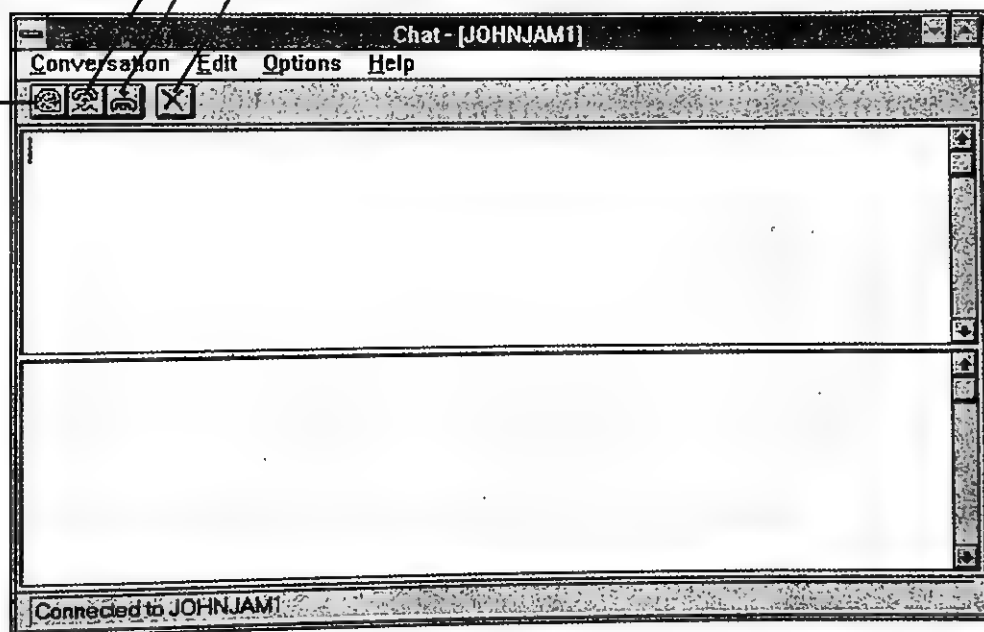 Chat - [JOHNJAM1]
Conversation Edit Options Help
Connected to JOHNJAM1